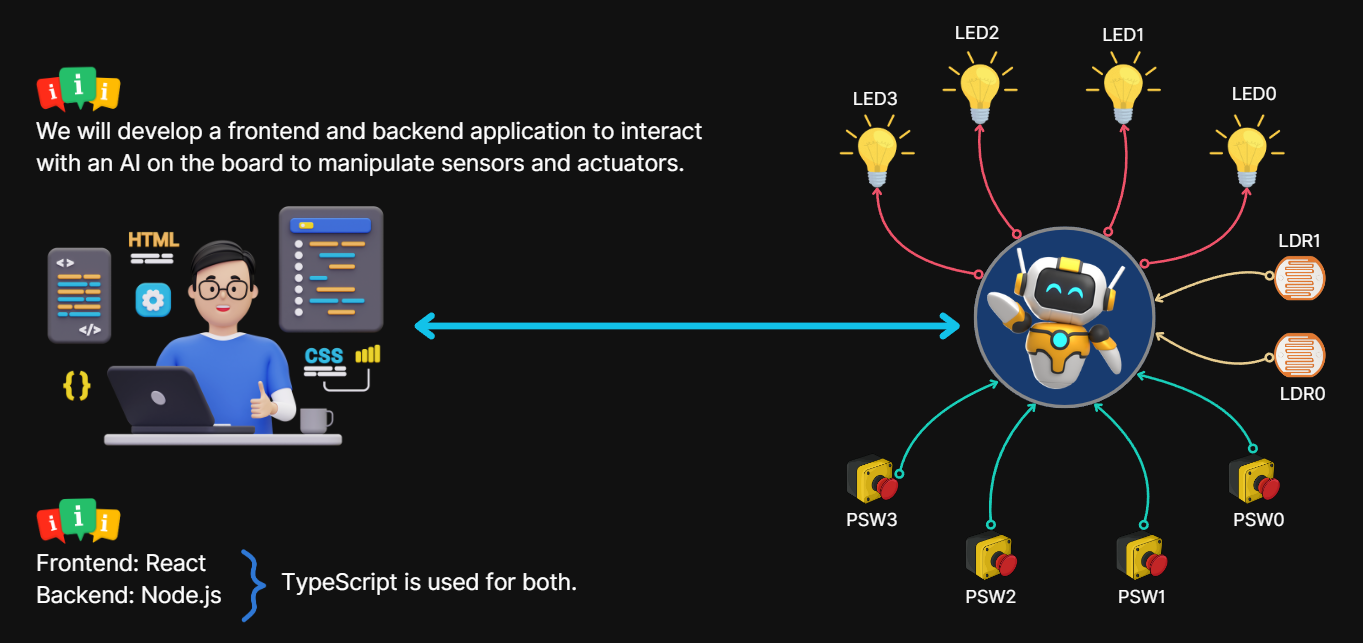 We will develop a frontend and backend application to interact
with an AI on the board to manipulate sensors and actuators.
HTML
<>
</>
CSS
{}
Frontend: React
Backend: Node.js
TypeScript is used for both.
LED3
LED2
LED1
LED0
LDR1
LDR0
PSW3
PSW2
PSW1
PSW0
i i i
i i i